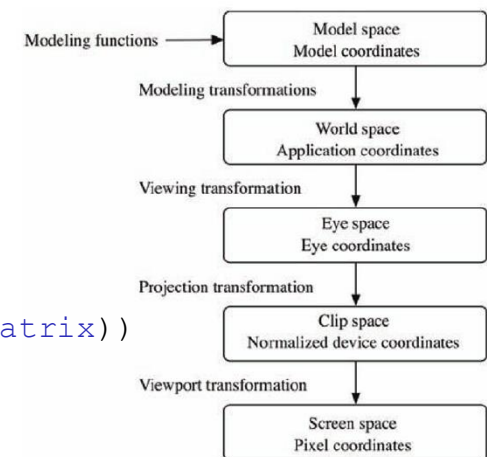 Model space
Modeling functions
Model coordinates
Modeling transformations
World space
Application coordinates
Viewing transformation
Eye space
Eye coordinates
Projection transformation
atrix))
Clip space
Normalized device coordinates
Viewport transformation
Screen space
Pixel coordinates